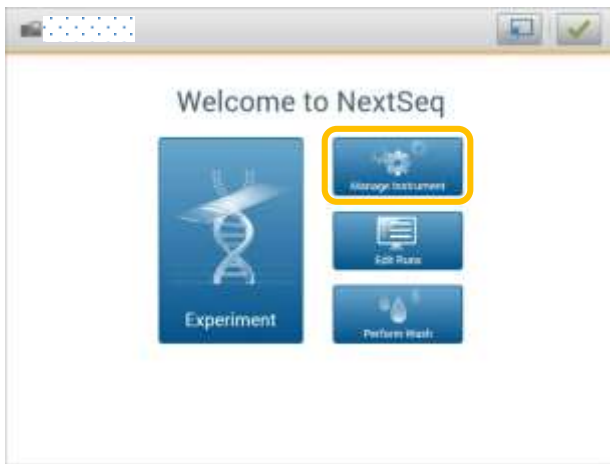 Welcome to NextSeq
Manage Instrument
Edit Runs
Experiment
Perform Wash